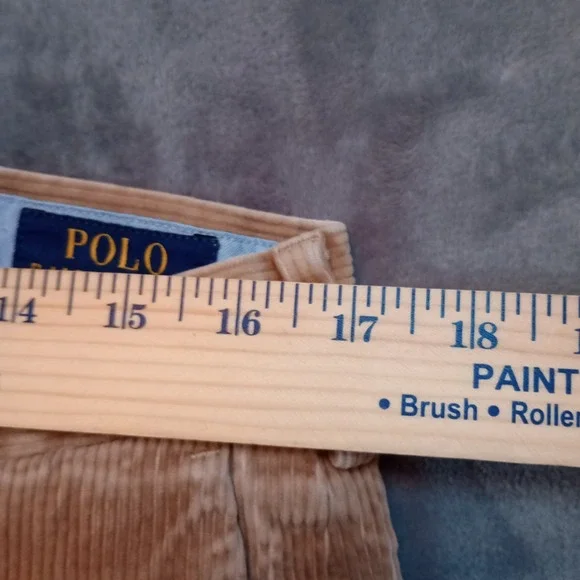 POLO
14 15 16 17 18
PAINT
• Brush • Roller